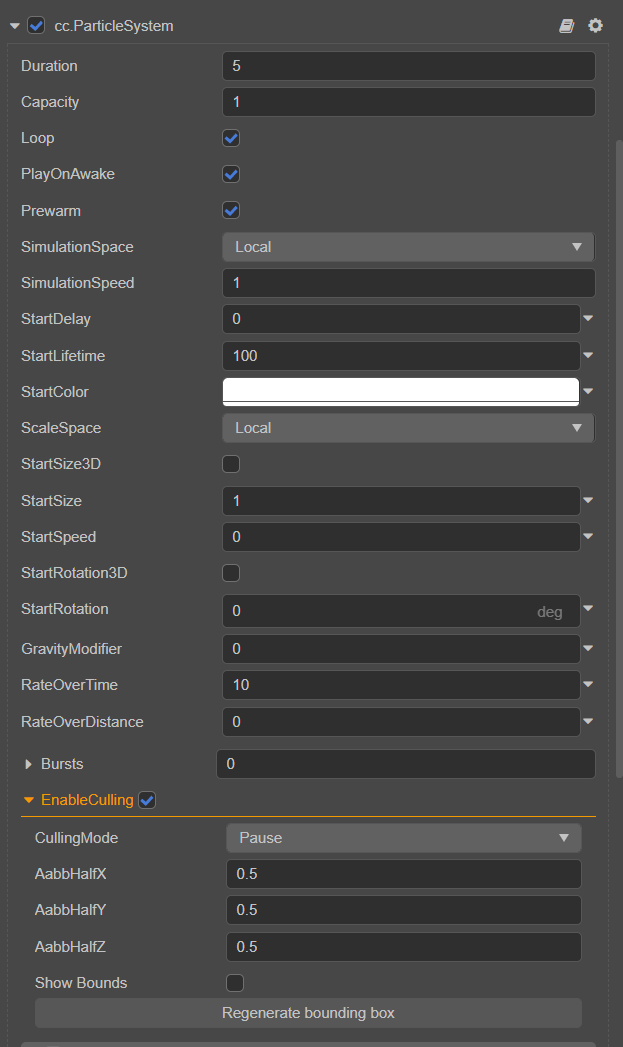 cc.ParticleSystem
Duration 5
Capacity 1
Loop
PlayOnAwake
Prewarm
SimulationSpace Local
SimulationSpeed 1
StartDelay 0
StartLifetime 100
StartColor
ScaleSpace Local
StartSize3D
StartSize 1
StartSpeed 0
StartRotation3D
StartRotation 0 deg
GravityModifier 0
RateOverTime 10
RateOverDistance 0
Bursts 0
EnableCulling
CullingMode Pause
AabbHalfX 0.5
AabbHalfY 0.5
AabbHalfZ 0.5
Show Bounds
Regenerate bounding box